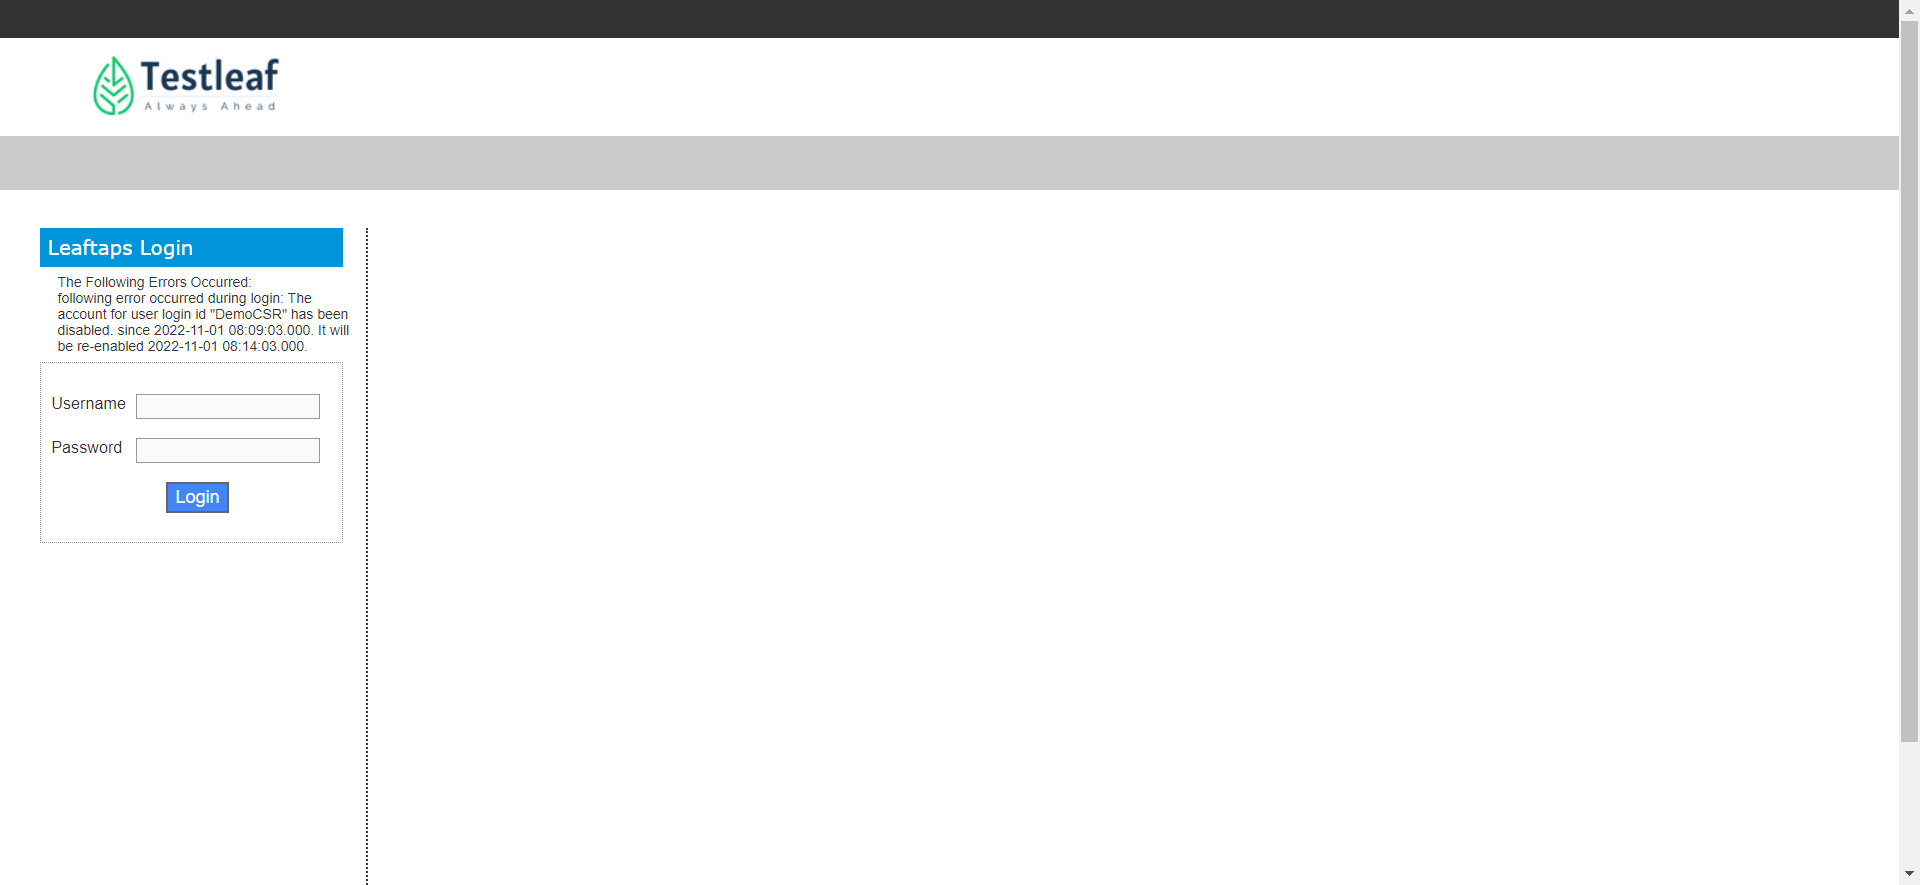 Testleaf
Always Ahead
Leaftaps Login
The Following Errors Occurred:
following error occurred during login: The
account for user login id "DemoCSR" has been
disabled. since 2022-11-01 08:09:03.000. It will
be re-enabled 2022-11-01 08:14:03.000.
Username
Password
Login